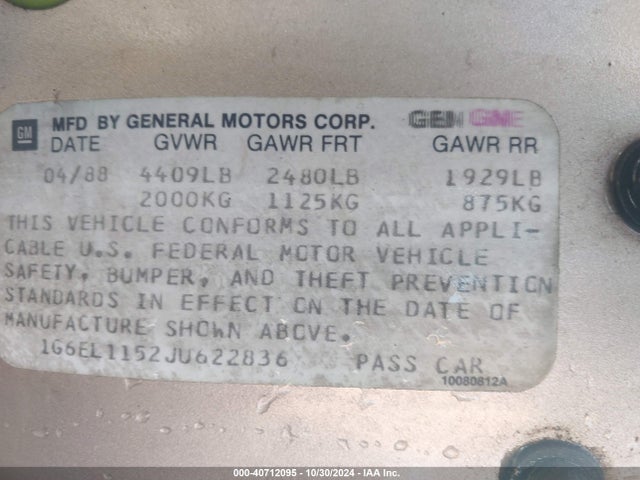 GM MFD BY GENERAL MOTORS CORP. GEN GME
DATE GVWR GAWR FRT GAWR RR
04/88 4409LB 2480LB 1929LB
2000KG 1125KG 875KG
THIS VEHICLE CONFORMS TO ALL APPLI-
CABLE U.S. FEDERAL MOTOR VEHICLE
SAFETY, BUMPER, AND THEFT PREVENTION
STANDARDS IN EFFECT ON THE DATE OF
MANUFACTURE SHOWN ABOVE.
1G6EL1152JU622836 PASS CAR
10080812A
000-40712095 - 10/30/2024 - IAA Inc.